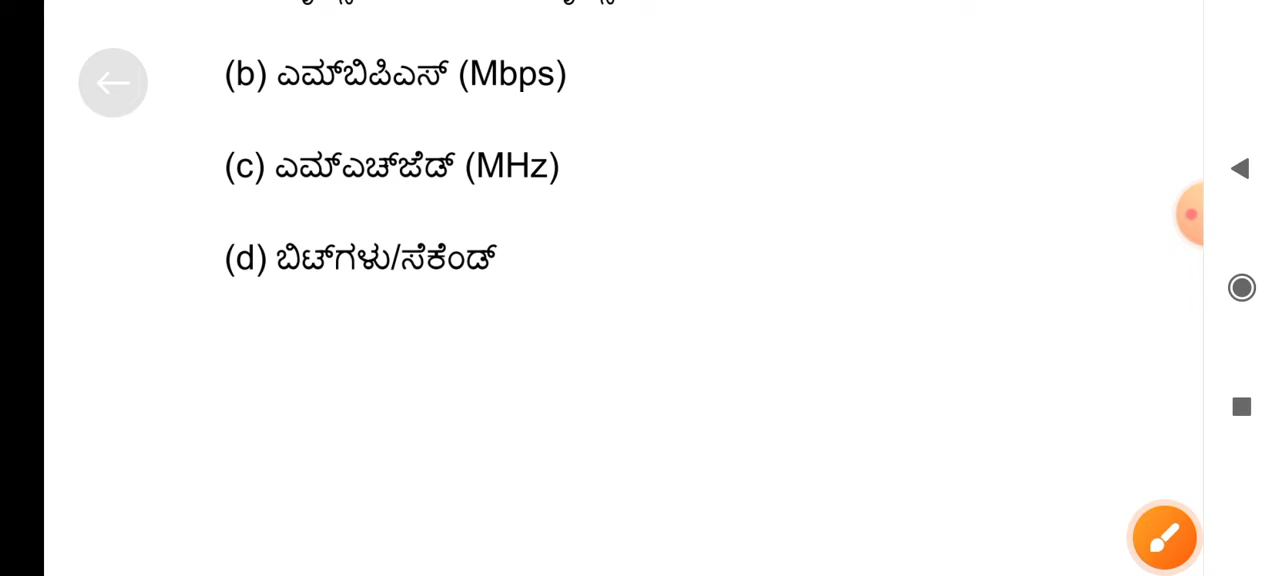 (b) ಎಮ್‌ಬಿಪಿಎಸ್ (Mbps)
(c) ಎಮ್‌ಎಚ್‌ಜೆಡ್ (MHz)
(d) ಬಿಟ್‌ಗಳು/ಸೆಕೆಂಡ್